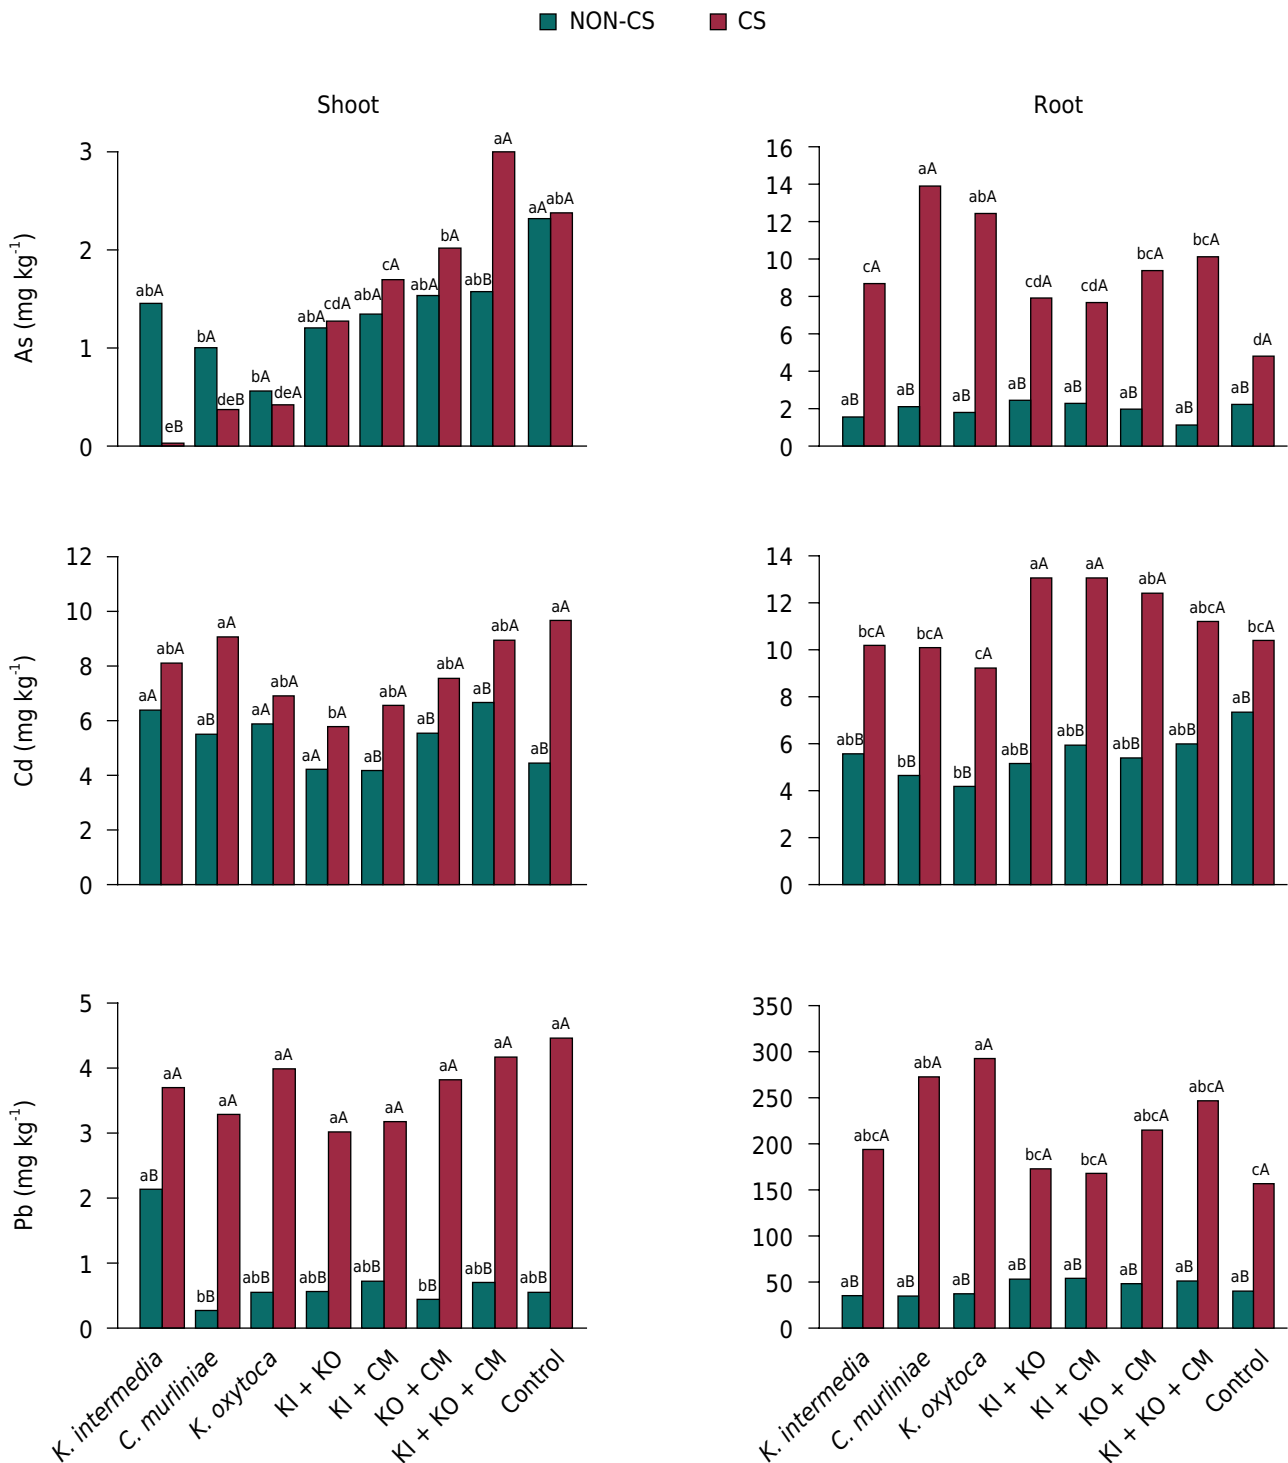 NON-CS CS
Shoot
As (mg kg-1)
3
2
1
0
abA
eB
bA
deB
bA
deA
abA
cdA
abA
cA
abA
bA
abB
aA
aA
abA
Root
16
14
12
10
8
6
4
2
0
aB
cA
aB
aA
aB
abA
aB
cdA
aB
cdA
aB
bcA
aB
bcA
aB
dA
Cd (mg kg-1)
12
10
8
6
4
2
0
aA
abA
aB
aA
aA
abA
aA
bA
aB
abA
aB
abA
aB
abA
aB
aA
14
12
10
8
6
4
2
0
abB
bcA
bB
bcA
bB
cA
abB
aA
abB
aA
abB
abA
abB
abcA
aB
bcA
Pb (mg kg-1)
5
4
3
2
1
0
aB
aA
bB
aA
abB
aA
abB
aA
abB
aA
bB
aA
abB
aA
abB
aA
K. intermedia
C. murliniae
K. oxytoca
KI + KO
KI + CM
KO + CM
KI + KO + CM
Control
350
300
250
200
150
100
50
0
aB
abcA
aB
abA
aB
aA
aB
bcA
aB
bcA
aB
abcA
aB
abcA
aB
cA
K. intermedia
C. murliniae
K. oxytoca
KI + KO
KI + CM
KO + CM
KI + KO + CM
Control